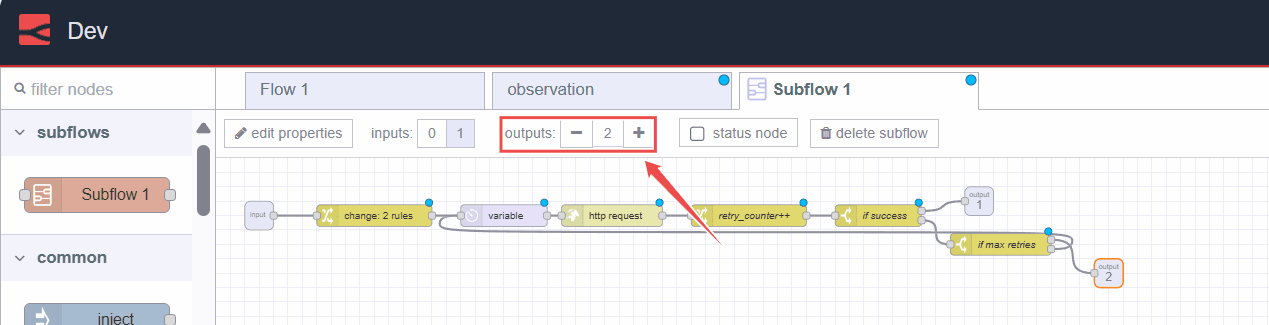 Dev
filter nodes
Flow 1
observation
Subflow 1
subflows
edit properties
inputs: 0 1
outputs: 2
status node
delete subflow
Subflow 1
input
change: 2 rules
variable
http request
retry_counter++
if success
output
1
if max retries
output
2
common
inject